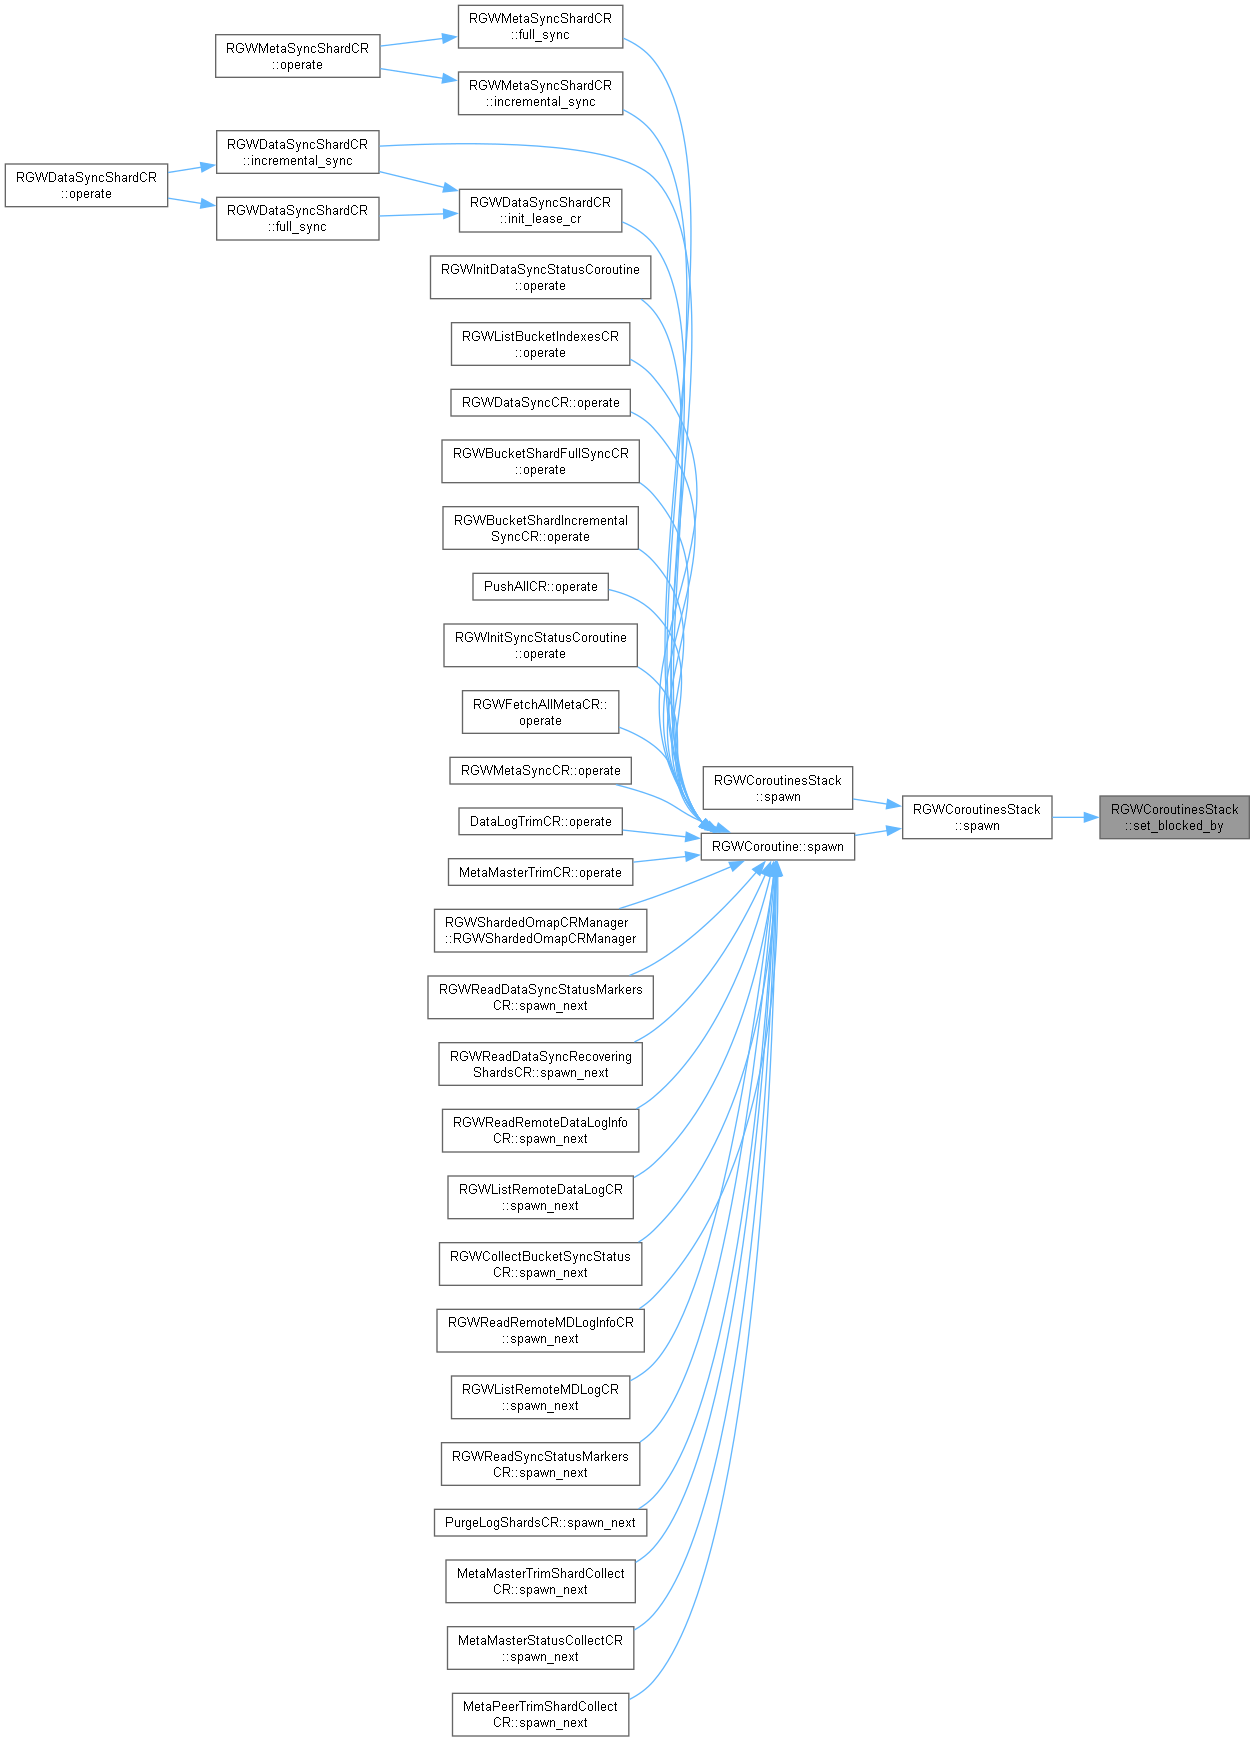 RGWMetaSyncShardCR
::full_sync
RGWMetaSyncShardCR
::operate
RGWMetaSyncShardCR
::incremental_sync
RGWDataSyncShardCR
::incremental_sync
RGWDataSyncShardCR
::operate
RGWDataSyncShardCR
::init_lease_cr
RGWDataSyncShardCR
::full_sync
RGWInitDataSyncStatusCoroutine
::operate
RGWListBucketIndexesCR
::operate
RGWDataSyncCR::operate
RGWBucketShardFullSyncCR
::operate
RGWBucketShardIncremental
SyncCR::operate
PushAllCR::operate
RGWInitSyncStatusCoroutine
::operate
RGWFetchAllMetaCR::
operate
RGWMetaSyncCR::operate
RGWCoroutinesStack
::spawn
RGWCoroutinesStack
::spawn
RGWCoroutinesStack
::set_blocked_by
DataLogTrimCR::operate
RGWCoroutine::spawn
MetaMasterTrimCR::operate
RGWShardedOmapCRManager
::RGWShardedOmapCRManager
RGWReadDataSyncStatusMarkers
CR::spawn_next
RGWReadDataSyncRecovering
ShardsCR::spawn_next
RGWReadRemoteDataLogInfo
CR::spawn_next
RGWListRemoteDataLogCR
::spawn_next
RGWCollectBucketSyncStatus
CR::spawn_next
RGWReadRemoteMDLogInfoCR
::spawn_next
RGWListRemoteMDLogCR
::spawn_next
RGWReadSyncStatusMarkers
CR::spawn_next
PurgeLogShardsCR::spawn_next
MetaMasterTrimShardCollect
CR::spawn_next
MetaMasterStatusCollectCR
::spawn_next
MetaPeerTrimShardCollect
CR::spawn_next